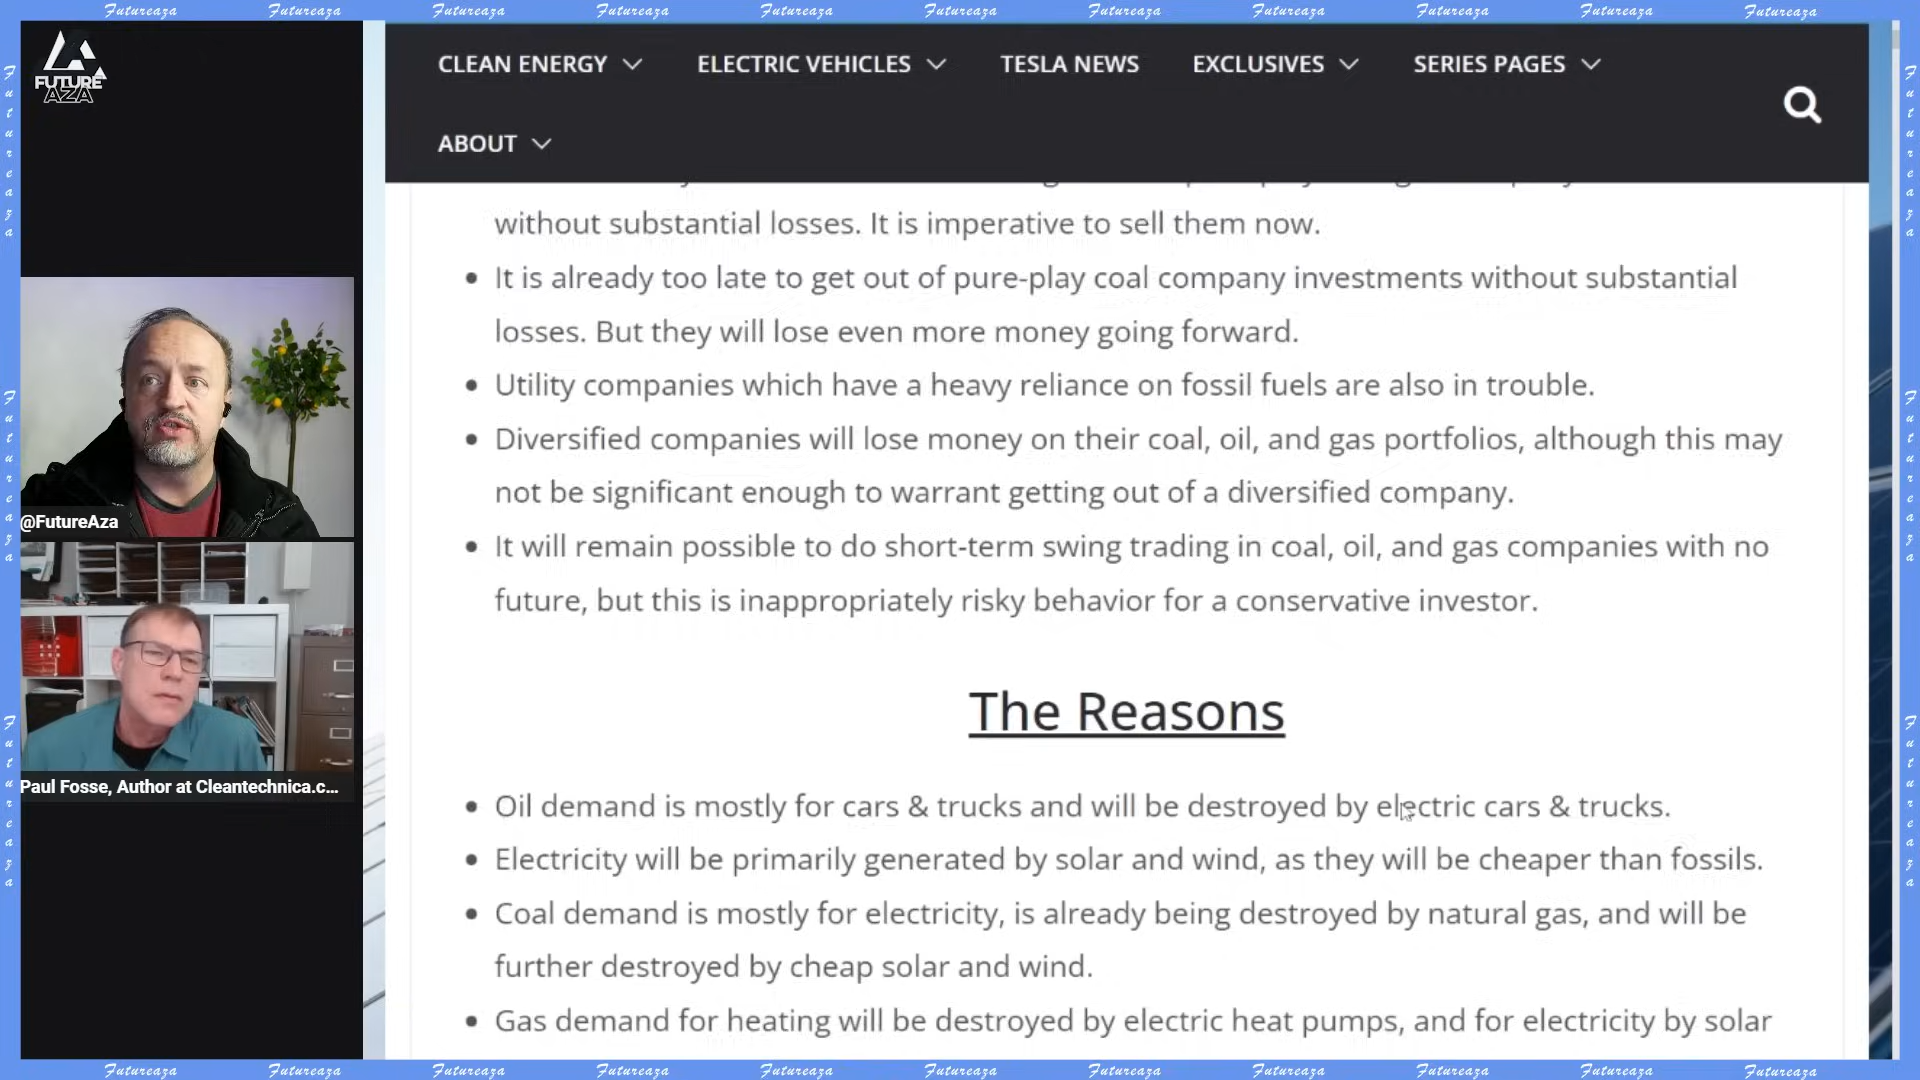 Futureaza Futureaza Futureaza Futureaza Futureaza Futureaza Futureaza Futureaza Futureaza Futureaza Futureaza
FUTURE
AZA
CLEAN ENERGY ELECTRIC VEHICLES TESLA NEWS EXCLUSIVES SERIES PAGES
ABOUT
without substantial losses. It is imperative to sell them now.
• It is already too late to get out of pure-play coal company investments without substantial
losses. But they will lose even more money going forward.
• Utility companies which have a heavy reliance on fossil fuels are also in trouble.
• Diversified companies will lose money on their coal, oil, and gas portfolios, although this may
not be significant enough to warrant getting out of a diversified company.
• It will remain possible to do short-term swing trading in coal, oil, and gas companies with no
future, but this is inappropriately risky behavior for a conservative investor.
The Reasons
• Oil demand is mostly for cars & trucks and will be destroyed by electric cars & trucks.
• Electricity will be primarily generated by solar and wind, as they will be cheaper than fossils.
• Coal demand is mostly for electricity, is already being destroyed by natural gas, and will be
further destroyed by cheap solar and wind.
• Gas demand for heating will be destroyed by electric heat pumps, and for electricity by solar
@FutureAza
Paul Fosse, Author at Cleantechnica.c...
Futureaza
Futureaza
Futureaza
Futureaza
Futureaza
Futureaza
Futureaza Futureaza Futureaza Futureaza Futureaza Futureaza Futureaza Futureaza Futureaza Futureaza Futureaza